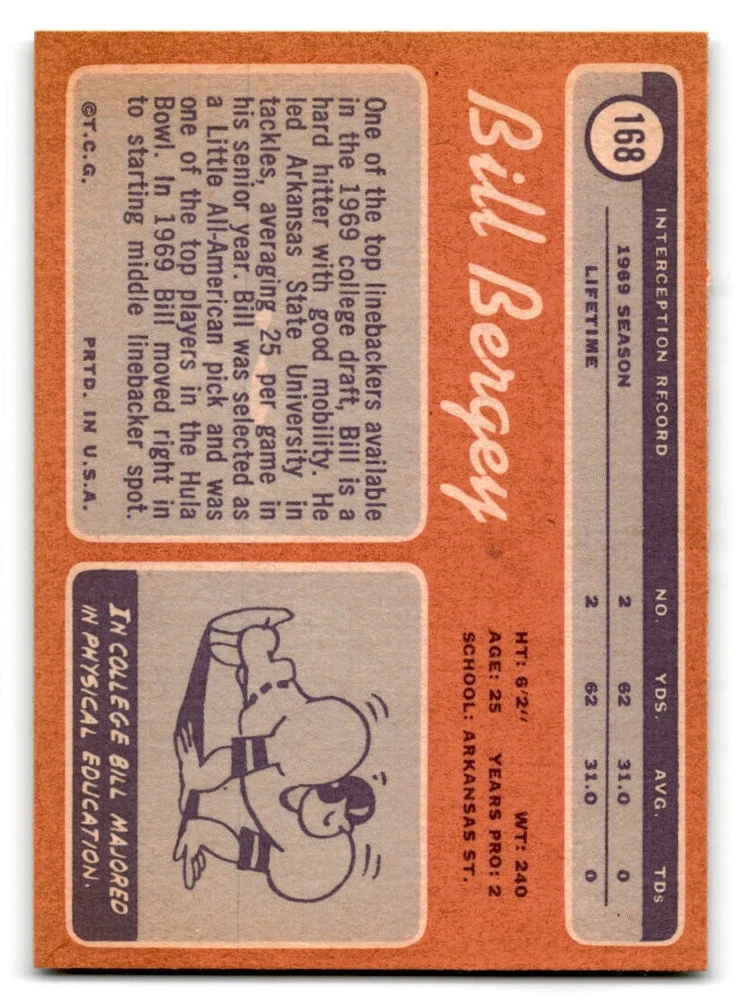 168
INTERCEPTION RECORD NO. YDS. AVG. TDs
1969 SEASON 2 62 31.0 0
LIFETIME 2 62 31.0 0
Bill Bergey
HT: 6'2" WT: 240
AGE: 25 YEARS PRO: 2
SCHOOL: ARKANSAS ST.
One of the top linebackers available
in the 1969 college draft, Bill is a
hard hitter with good mobility. He
led Arkansas State University in
tackles, averaging 25 per game in
his senior year. Bill was selected as
a Little All-American pick and was
one of the top players in the Hula
Bowl. In 1969 Bill moved right in
to starting middle linebacker spot.
©T.C.G. PRTD. IN U.S.A.
IN COLLEGE BILL MAJORED
IN PHYSICAL EDUCATION.